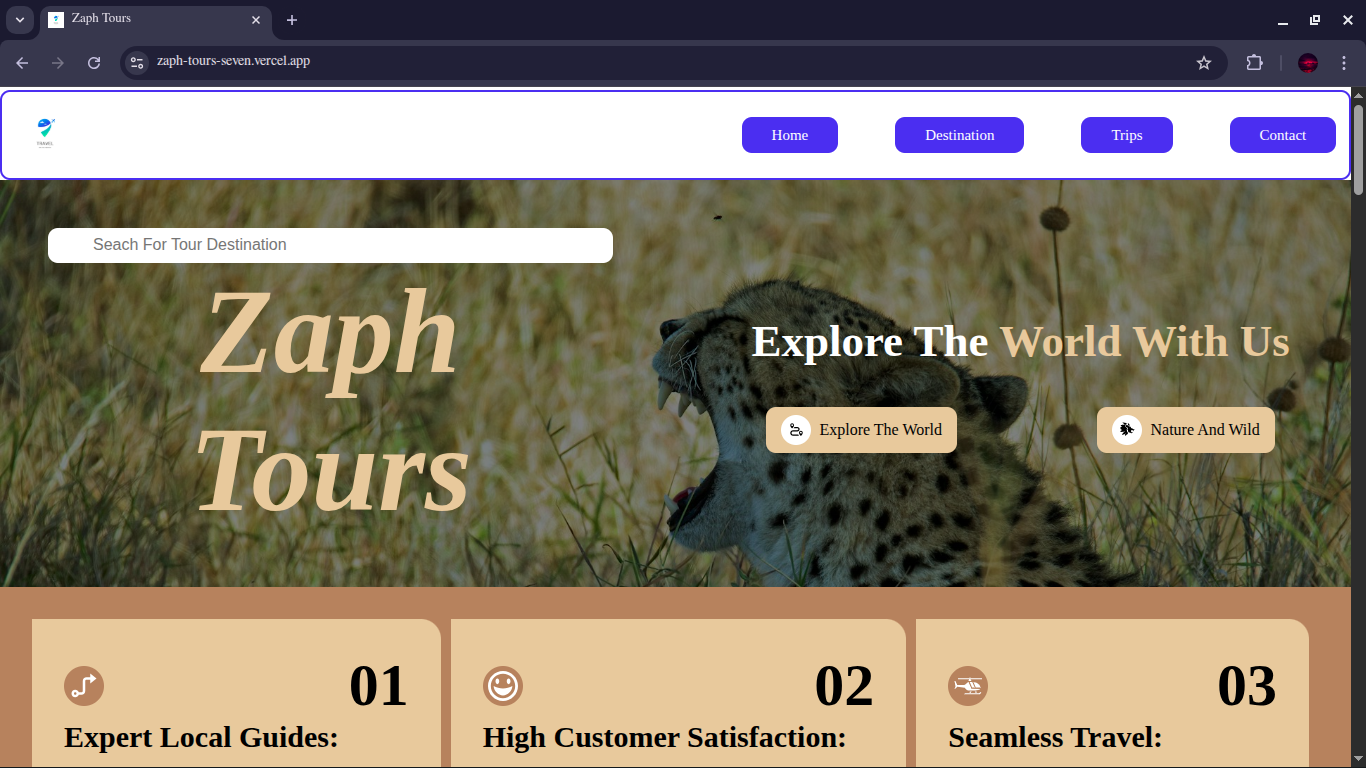 Zaph Tours
zaph-tours-seven.vercel.app
TRAVEL
Home Destination Trips Contact
Seach For Tour Destination
Zaph
Tours
Explore The World With Us
Explore The World Nature And Wild
01 02 03
Expert Local Guides: High Customer Satisfaction: Seamless Travel: